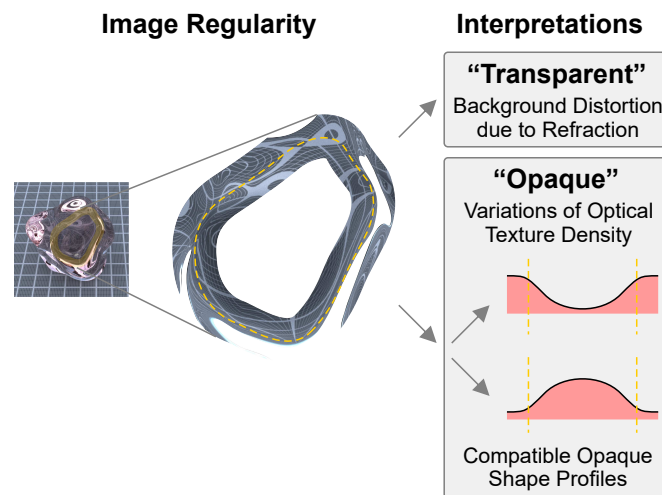 Image Regularity
Interpretations
“Transparent”
Background Distortion
due to Refraction
“Opaque”
Variations of Optical
Texture Density
Compatible Opaque
Shape Profiles